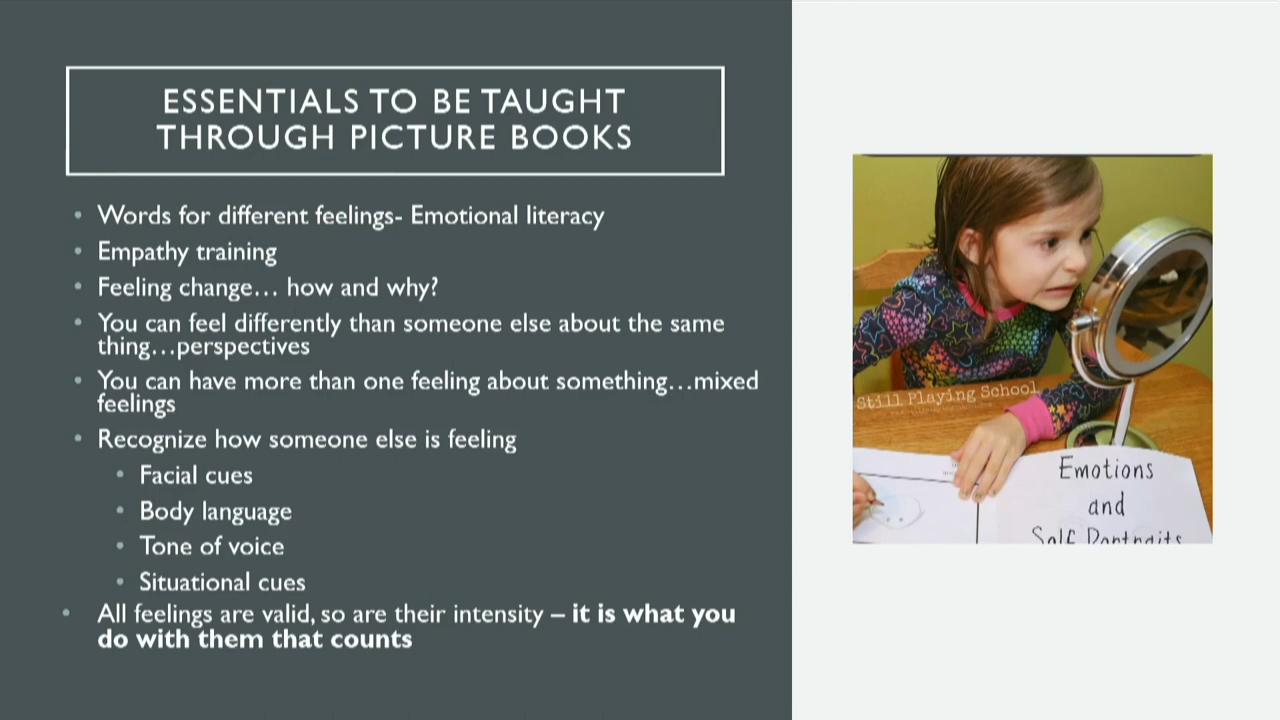 ESSENTIALS TO BE TAUGHT
THROUGH PICTURE BOOKS
• Words for different feelings- Emotional literacy
• Empathy training
• Feeling change… how and why?
• You can feel differently than someone else about the same
thing…perspectives
• You can have more than one feeling about something…mixed
feelings
• Recognize how someone else is feeling
• Facial cues
• Body language
• Tone of voice
• Situational cues
• All feelings are valid, so are their intensity – it is what you
do with them that counts
Still Playing School
Emotions
and
Self Portraits